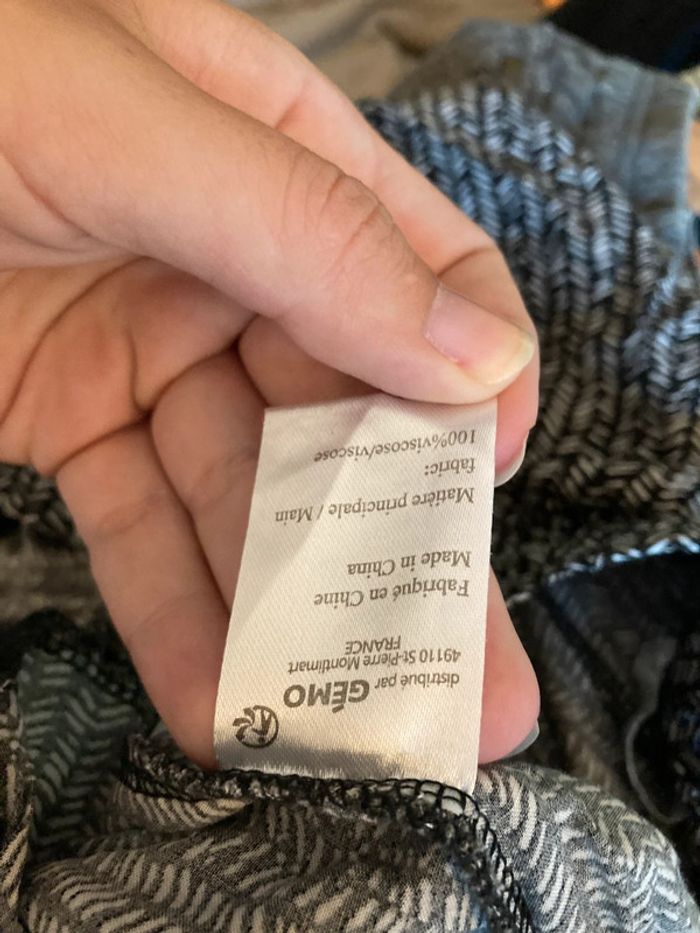 distribué par GÉMO
49110 St-Pierre Montlimart
FRANCE
Fabriqué en Chine
Made in China
Matière principale / Main
fabric:
100%viscose/viscose